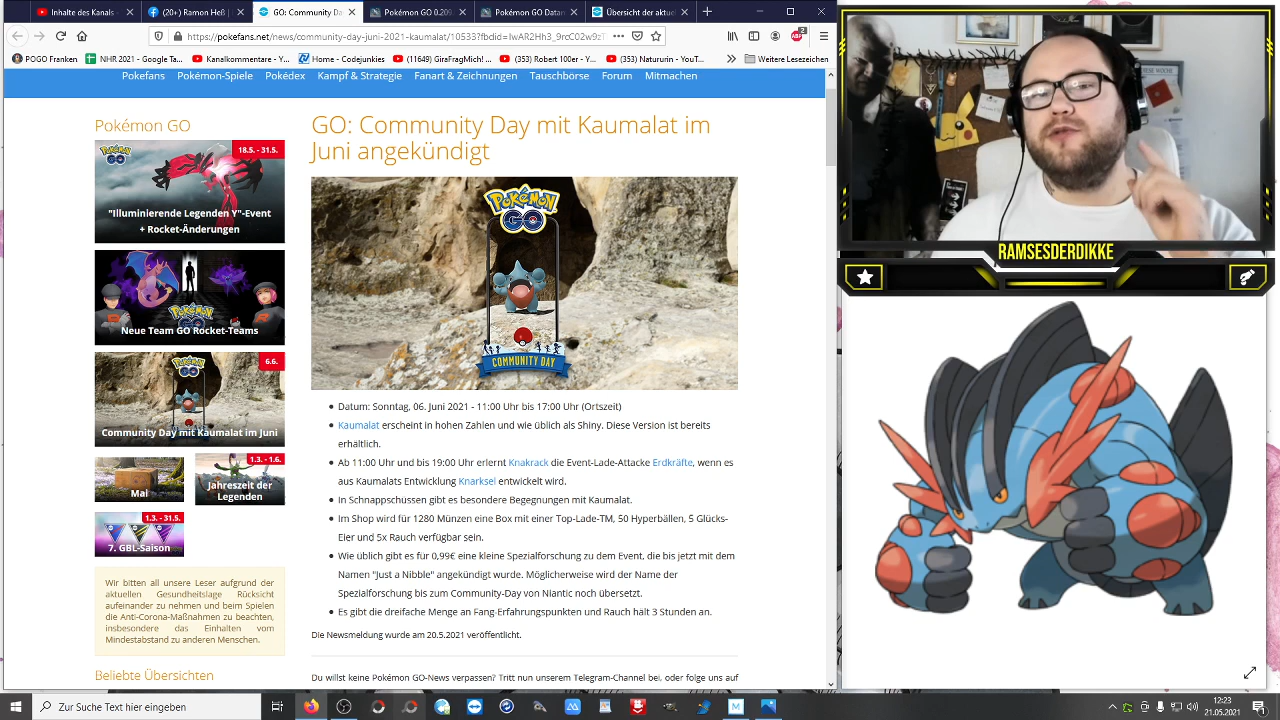 Inhalte des Kanals
(20+) Ramon Heß |
GO: Community Da
Pokémon GO 0.209
Pokémon GO Datam
Übersicht der aktuel
https://pokefans.net/news/community-day-
POGO Franken
NHR 2021 - Google Ta...
Kanalkommentare - Y...
Home - Codejunkies
(11649) GiraFragMichl ...
(353) Robert 100er - Y...
(353) Natururin - YouT...
Weitere Lesezeichen
Pokefans
Pokémon-Spiele
Pokédex
Kampf & Strategie
Fanart & Zeichnungen
Tauschbörse
Forum
Mitmachen
Pokémon GO
18.5. - 31.5.
"Illuminierende Legenden Y"-Event
+ Rocket-Änderungen
Neue Team GO Rocket-Teams
6.6.
Community Day mit Kaumalat im Juni
Mai
1.3. - 1.6.
Jahreszeit der
Legenden
1.3. - 31.5.
7. GBL-Saison
Wir bitten all unsere Leser aufgrund der
aktuellen Gesundheitslage Rücksicht
aufeinander zu nehmen und beim Spielen
die Anti-Corona-Maßnahmen zu beachten,
insbesondere das Einhalten vom
Mindestabstand zu anderen Menschen.
Beliebte Übersichten
GO: Community Day mit Kaumalat im
Juni angekündigt
POKÉMON
GO
COMMUNITY DAY
Datum: Sonntag, 06. Juni 2021 - 11:00 Uhr bis 17:00 Uhr (Ortszeit)
Kaumalat erscheint in hohen Zahlen und wie üblich als Shiny. Diese Version ist bereits
erhältlich.
Ab 11:00 Uhr und bis 19:00 Uhr erlernt Knakrack die Event-Lade-Attacke Erdkräfte, wenn es
aus Kaumalats Entwicklung Knarksel entwickelt wird.
In Schnappschüssen gibt es besondere Begegnungen mit Kaumalat.
Im Shop wird für 1280 Münzen eine Box mit einer Top-Lade-TM, 50 Hyperbällen, 5 Glücks-
Eier und 5x Rauch verfügbar sein.
Wie üblich gibt es für 0,99€ eine kleine Spezialforschung zu dem Event, die bis jetzt mit dem
Namen "Just a Nibble" angekündigt wurde. Möglicherweise wird der Name der
Spezialforschung bis zum Community-Day von Niantic noch übersetzt.
Es gibt die dreifache Menge an Fang-Erfahrungspunkten und Rauch hält 3 Stunden an.
Die Newsmeldung wurde am 20.5.2021 veröffentlicht.
Du willst keine Pokémon GO-News verpassen? Tritt nun unserem Telegram-Channel bei, oder folge uns auf
RAMSESDERDIKKE
Zur Suche Text hier eingeben
12:23
21.05.2021